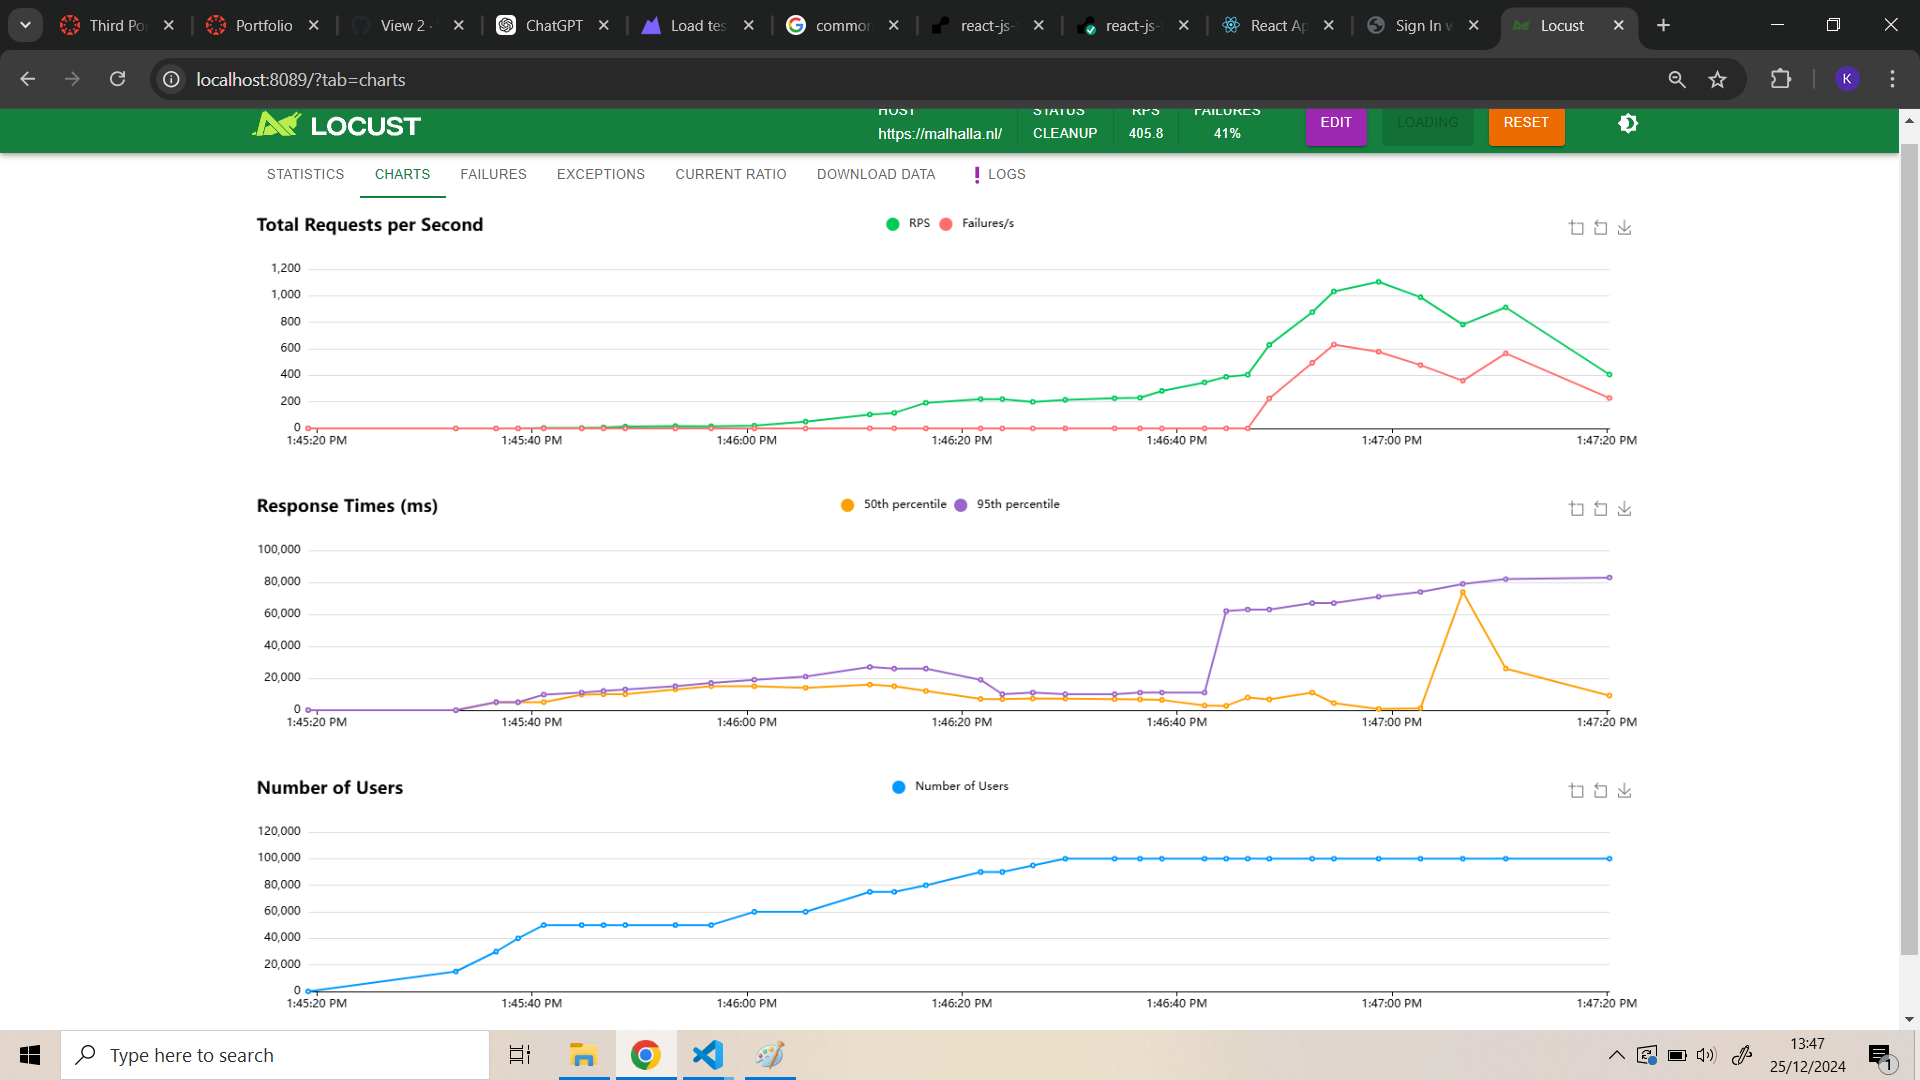 Third Po
Portfolio
View 2 -
ChatGPT
Load tes
common
react-js-
react-js-
React Ap
Sign In w
Locust
localhost:8089/?tab=charts
K
LOCUST
HOST
https://malhalla.nl/
STATUS
CLEANUP
RPS
405.8
FAILURES
41%
EDIT
LOADING
RESET
STATISTICS
CHARTS
FAILURES
EXCEPTIONS
CURRENT RATIO
DOWNLOAD DATA
LOGS
Total Requests per Second
RPS
Failures/s
1,200
1,000
800
600
400
200
0
1:45:20 PM
1:45:40 PM
1:46:00 PM
1:46:20 PM
1:46:40 PM
1:47:00 PM
1:47:20 PM
Response Times (ms)
50th percentile
95th percentile
100,000
80,000
60,000
40,000
20,000
0
1:45:20 PM
1:45:40 PM
1:46:00 PM
1:46:20 PM
1:46:40 PM
1:47:00 PM
1:47:20 PM
Number of Users
Number of Users
120,000
100,000
80,000
60,000
40,000
20,000
0
1:45:20 PM
1:45:40 PM
1:46:00 PM
1:46:20 PM
1:46:40 PM
1:47:00 PM
1:47:20 PM
Type here to search
13:47
25/12/2024
1